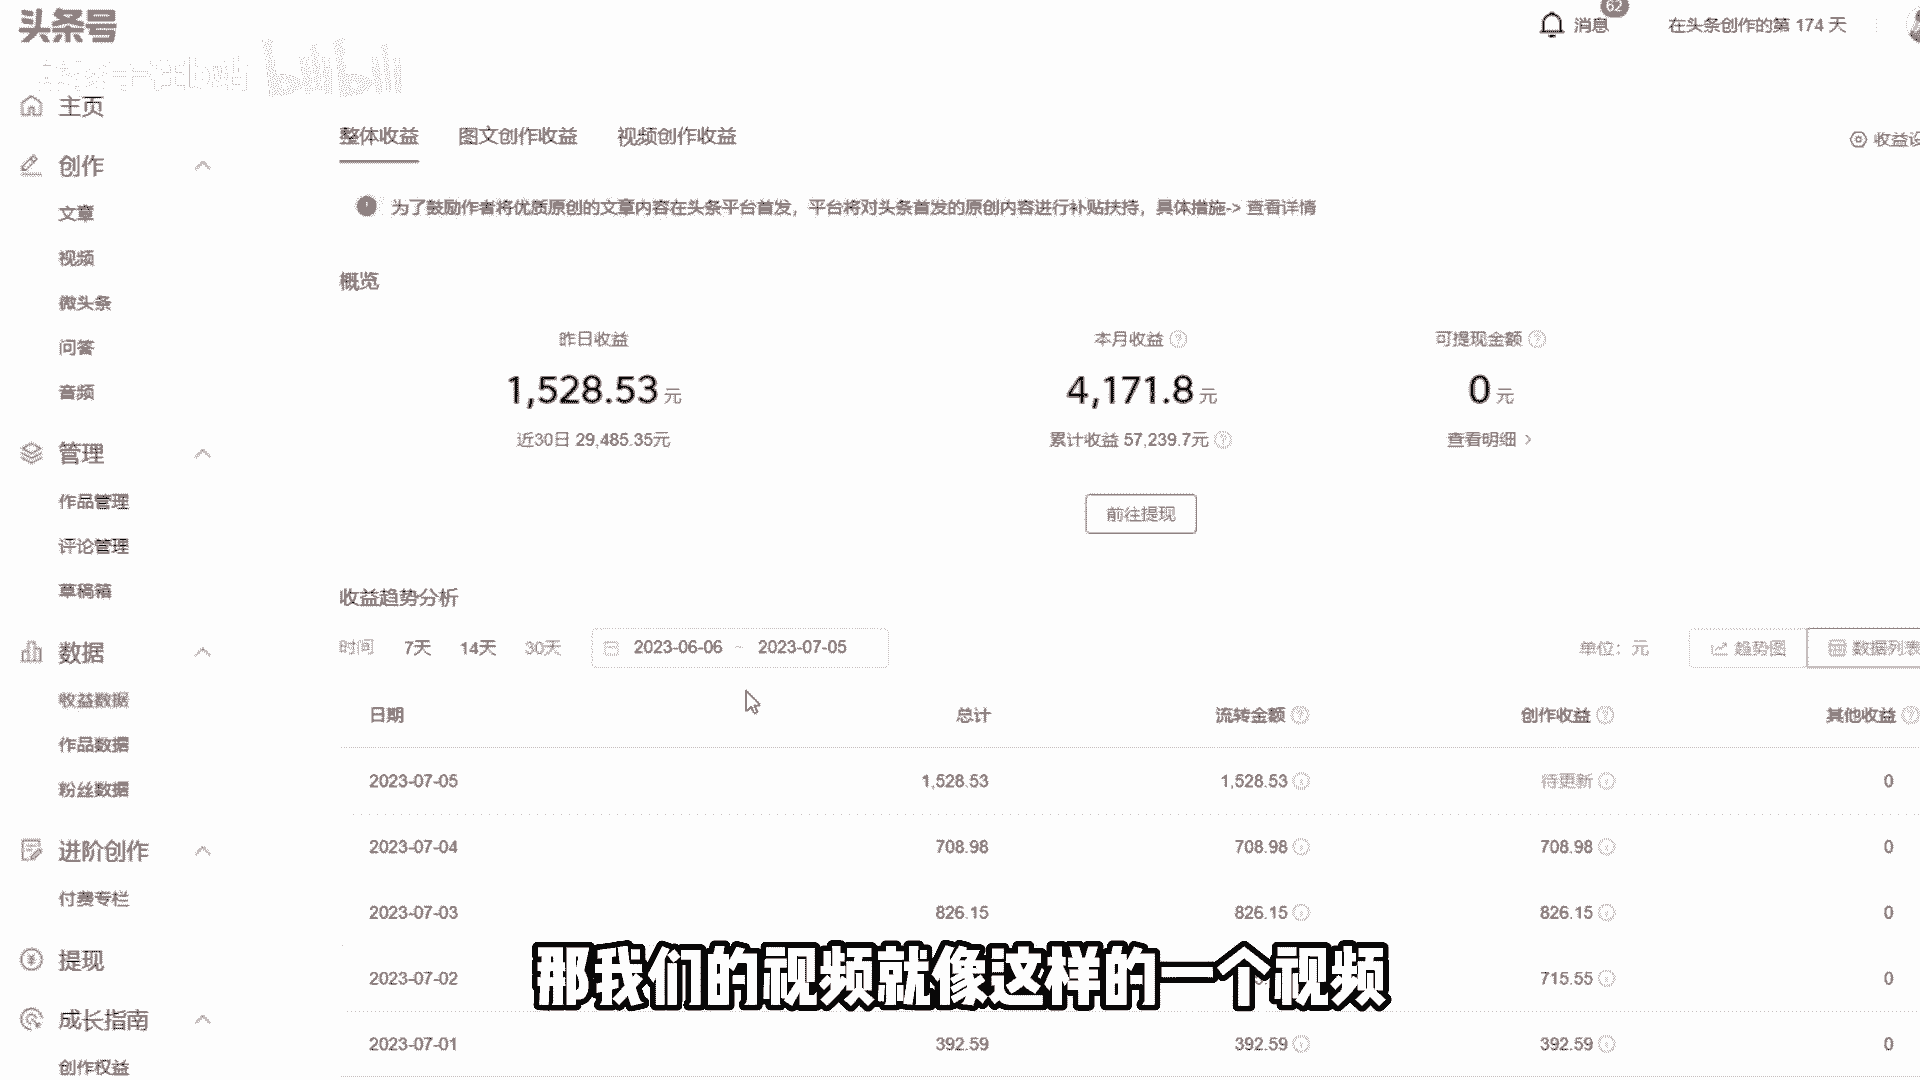 头条号
消息
62
在头条创作的第 174 天
bilibili
主页
创作
文章
视频
微头条
问答
音频
管理
作品管理
评论管理
草稿箱
数据
收益数据
作品数据
粉丝数据
进阶创作
付费专栏
提现
成长指南
创作权益
整体收益 图文创作收益 视频创作收益
收益设
为了鼓励作者将优质原创的文章内容在头条平台首发，平台将对头条首发的原创内容进行补贴扶持，具体措施-> 查看详情
概览
昨日收益 本月收益 可提现金额
1,528.53 元 4,171.8 元 0 元
近30日 29,485.35元 累计收益 57,239.7元 查看明细
前往提现
收益趋势分析
时间 7天 14天 30天 2023-06-06 ~ 2023-07-05 单位：元 趋势图 数据列表
日期 总计 流转金额 创作收益 其他收益
2023-07-05 1,528.53 1,528.53 待更新 0
2023-07-04 708.98 708.98 708.98 0
2023-07-03 826.15 826.15 826.15 0
2023-07-02 715.55 0
那我们的视频就像这样的一个视频
2023-07-01 392.59 392.59 392.59 0